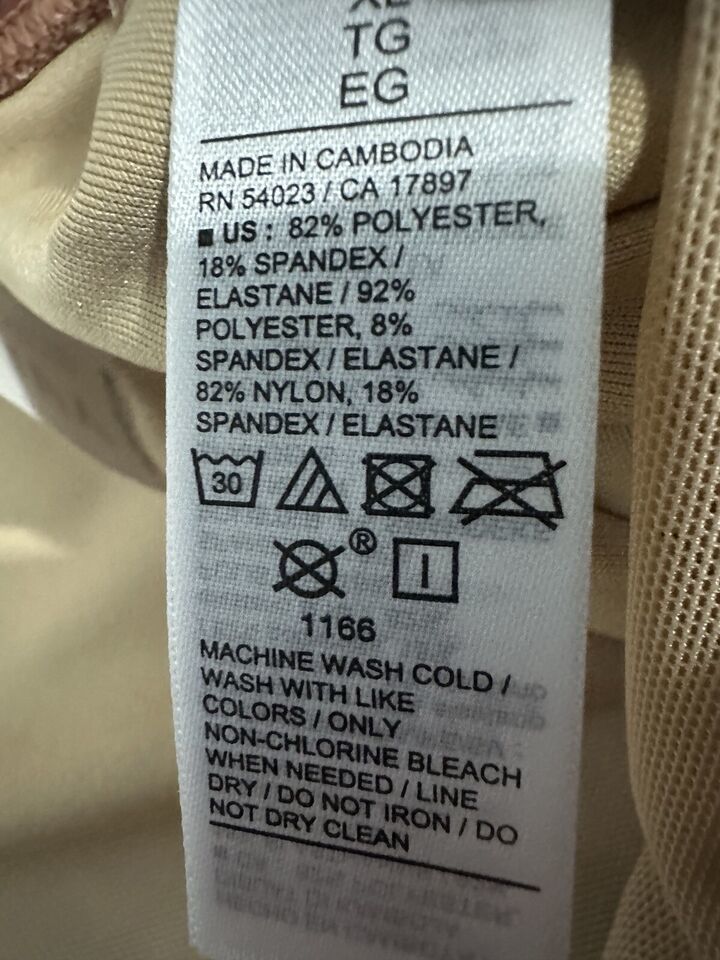 XL
TG
EG
MADE IN CAMBODIA
RN 54023 / CA 17897
■ US : 82% POLYESTER,
18% SPANDEX /
ELASTANE / 92%
POLYESTER, 8%
SPANDEX / ELASTANE /
82% NYLON, 18%
SPANDEX / ELASTANE
30
®
1166
MACHINE WASH COLD /
WASH WITH LIKE
COLORS / ONLY
NON-CHLORINE BLEACH
WHEN NEEDED / LINE
DRY / DO NOT IRON / DO
NOT DRY CLEAN